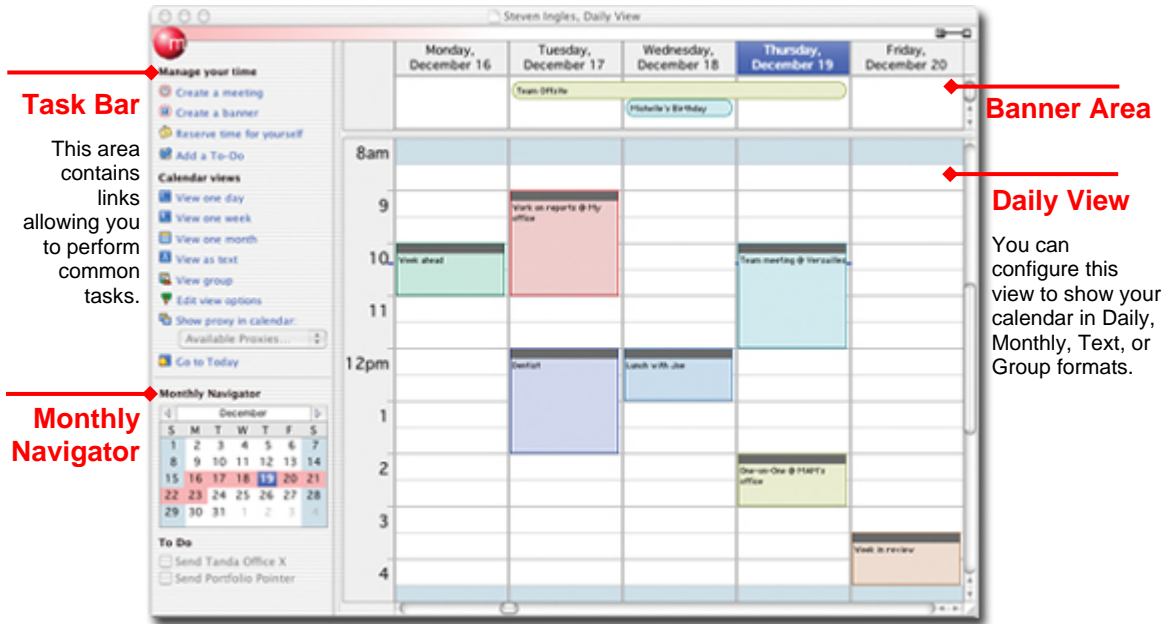 Steven Ingles, Daily View
Task Bar
This area
contains
links
allowing you
to perform
common
tasks.
Monthly
Navigator
m
Manage your time
Create a meeting
Create a banner
Reserve time for yourself
Add a To-Do
Calendar views
View one day
View one week
View one month
View as text
View group
Edit view options
Show proxy in calendar:
Available Proxies...
Go to Today
Monthly Navigator
December
S M T W T F S
1 2 3 4 5 6 7
8 9 10 11 12 13 14
15 16 17 18 19 20 21
22 23 24 25 26 27 28
29 30 31 1 2 3 4
To Do
Send Tanda Office X
Send Portfolio Pointer
Monday,
December 16
Tuesday,
December 17
Wednesday,
December 18
Thursday,
December 19
Friday,
December 20
Team Offsite
Michelle's Birthday
8am
9
Work on reports @ My
office
10
Week ahead
Team meeting @ Versailles
11
12pm
Dentist
Lunch with Joe
1
2
One-on-One @ MAM's
office
3
Week in review
4
Banner Area
Daily View
You can
configure this
view to show your
calendar in Daily,
Monthly, Text, or
Group formats.